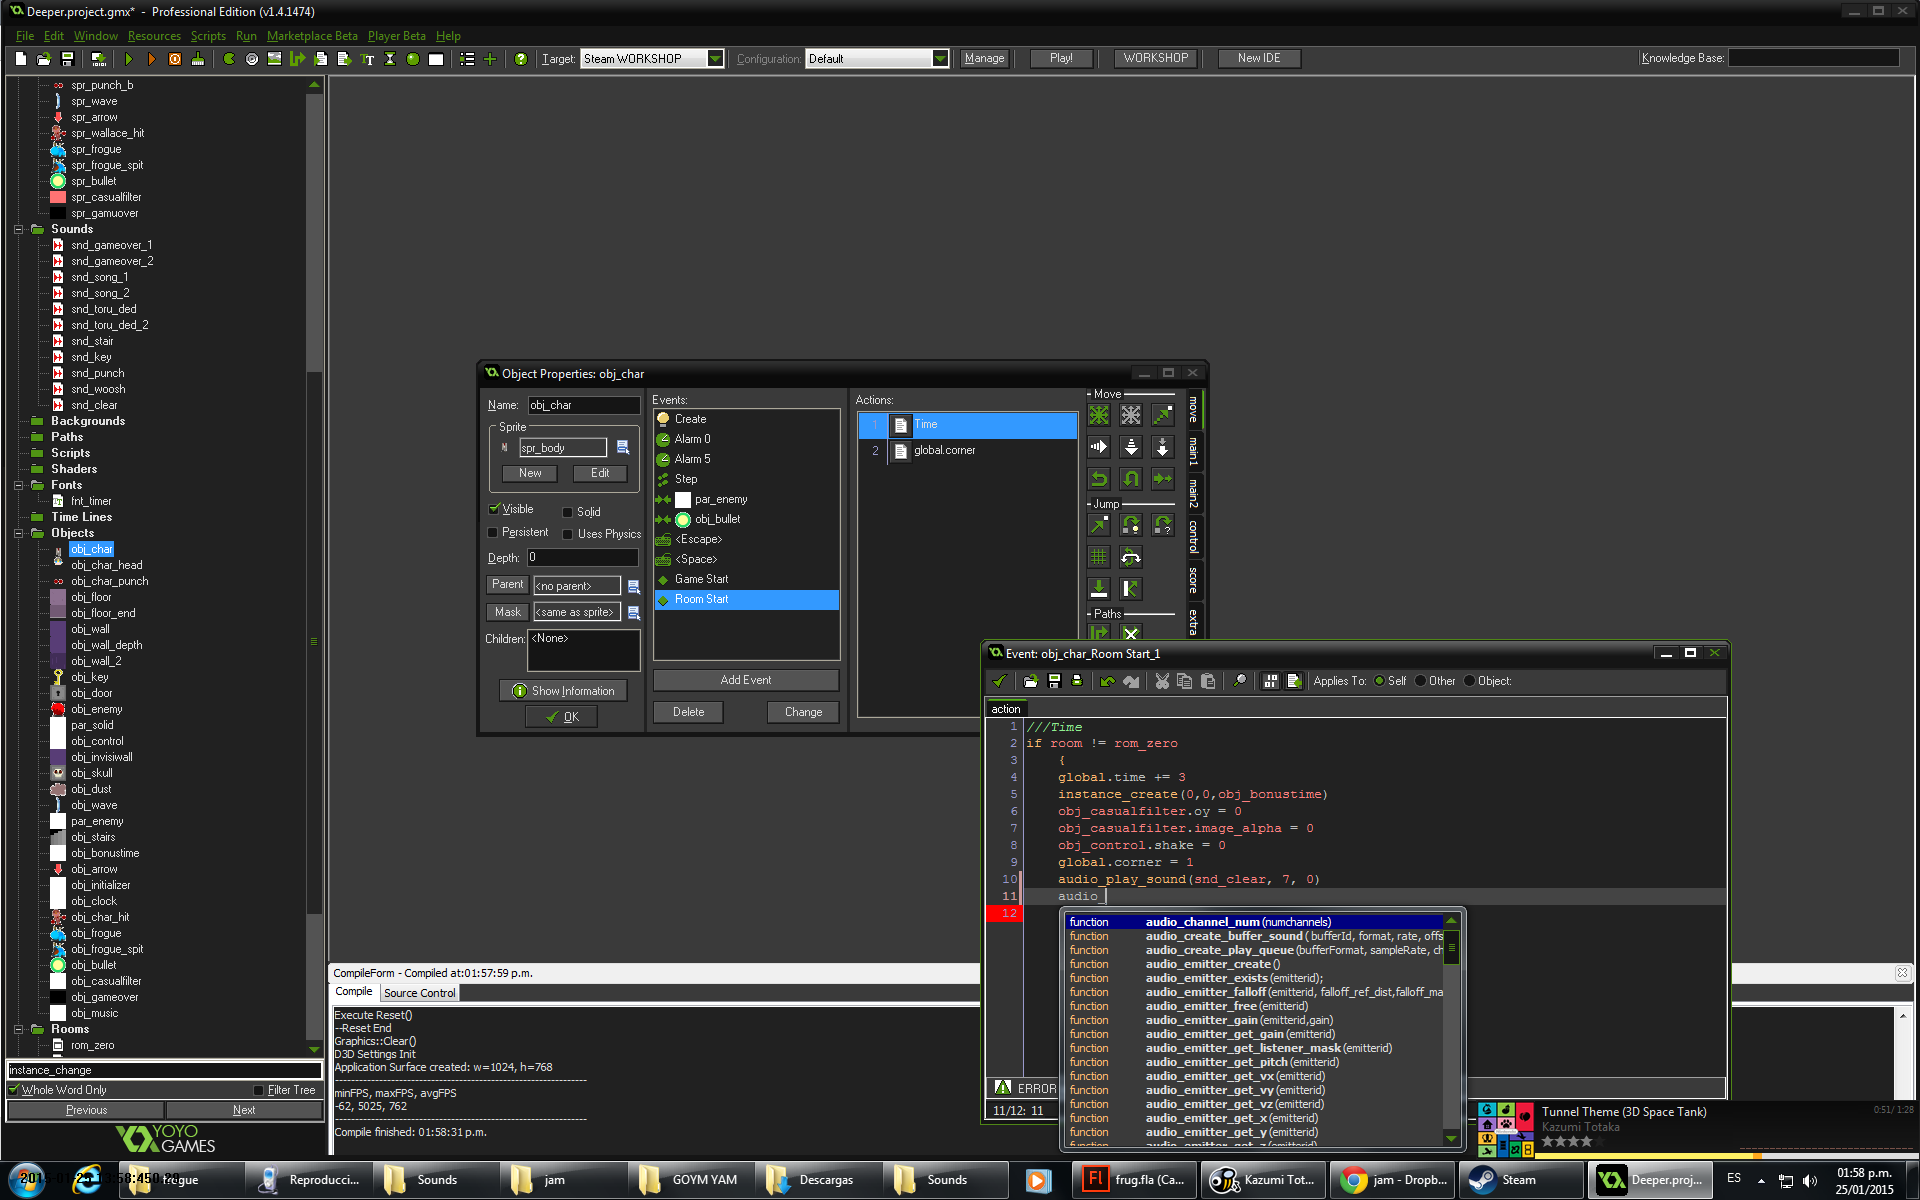 Deeper.project.gmx* - Professional Edition (v1.4.1474)
File Edit Window Resources Scripts Run Marketplace Beta Player Beta Help
Target: Steam WORKSHOP Configuration: Default Manage Play! WORKSHOP New IDE Knowledge Base:
spr_punch_b
spr_wave
spr_arrow
spr_wallace_hit
spr_frogue
spr_frogue_spit
spr_bullet
spr_casualfilter
spr_gamuover
Sounds
snd_gameover_1
snd_gameover_2
snd_song_1
snd_song_2
snd_toru_ded
snd_toru_ded_2
snd_stair
snd_key
snd_punch
snd_woosh
snd_clear
Backgrounds
Paths
Scripts
Shaders
Fonts
fnt_timer
Time Lines
Objects
obj_char
obj_char_head
obj_char_punch
obj_floor
obj_floor_end
obj_wall
obj_wall_depth
obj_wall_2
obj_key
obj_door
obj_enemy
par_solid
obj_control
obj_invisiwall
obj_skull
obj_dust
obj_wave
par_enemy
obj_stairs
obj_bonustime
obj_arrow
obj_initializer
obj_clock
obj_char_hit
obj_frogue
obj_frogue_spit
obj_bullet
obj_casualfilter
obj_gameover
obj_music
Rooms
rom_zero
instance_change
Whole Word Only Filter Tree
Previous Next
YOYO
GAMES
Object Properties: obj_char
Name: obj_char
Sprite
spr_body
New Edit
Visible Solid
Persistent Uses Physics
Depth: 0
Parent <no parent>
Mask <same as sprite>
Children: <None>
Show Information
OK
Events:
Create
Alarm 0
Alarm 5
Step
par_enemy
obj_bullet
<Escape>
<Space>
Game Start
Room Start
Add Event
Delete Change
Actions:
1 Time
2 global.corner
Move
Jump
Paths
move
main1
main2
control
score
extra
Event: obj_char_Room Start_1
Applies To: Self Other Object:
action
1 ///Time
2 if room != rom_zero
3 {
4 global.time += 3
5 instance_create(0,0,obj_bonustime)
6 obj_casualfilter.oy = 0
7 obj_casualfilter.image_alpha = 0
8 obj_control.shake = 0
9 global.corner = 1
10 audio_play_sound(snd_clear, 7, 0)
11 audio_
12
function audio_channel_num(numchannels)
function audio_create_buffer_sound( bufferId, format, rate, offs
function audio_create_play_queue(bufferFormat, sampleRate, ch
function audio_emitter_create()
function audio_emitter_exists(emitterid);
function audio_emitter_falloff(emitterid, falloff_ref_dist,falloff_ma
function audio_emitter_free(emitterid)
function audio_emitter_gain(emitterid,gain)
function audio_emitter_get_gain(emitterid)
function audio_emitter_get_listener_mask(emitterid)
function audio_emitter_get_pitch(emitterid)
function audio_emitter_get_vx(emitterid)
function audio_emitter_get_vy(emitterid)
function audio_emitter_get_vz(emitterid)
function audio_emitter_get_x(emitterid)
function audio_emitter_get_y(emitterid)
ERROR
11/12: 11
CompileForm - Compiled at:01:57:59 p.m.
Compile Source Control
Execute Reset()
--Reset End
Graphics::Clear()
D3D Settings Init
Application Surface created: w=1024, h=768
minFPS, maxFPS, avgFPS
-62, 5025, 762
Compile finished: 01:58:31 p.m.
Tunnel Theme (3D Space Tank) 0:51/ 1:28
Kazumi Totaka
Reproducci... Sounds jam GOYM YAM Descargas Sounds frug.fla (Ca... Kazumi Tot... jam - Dropb... Steam Deeper.proj... ES
01:58 p.m.
25/01/2015